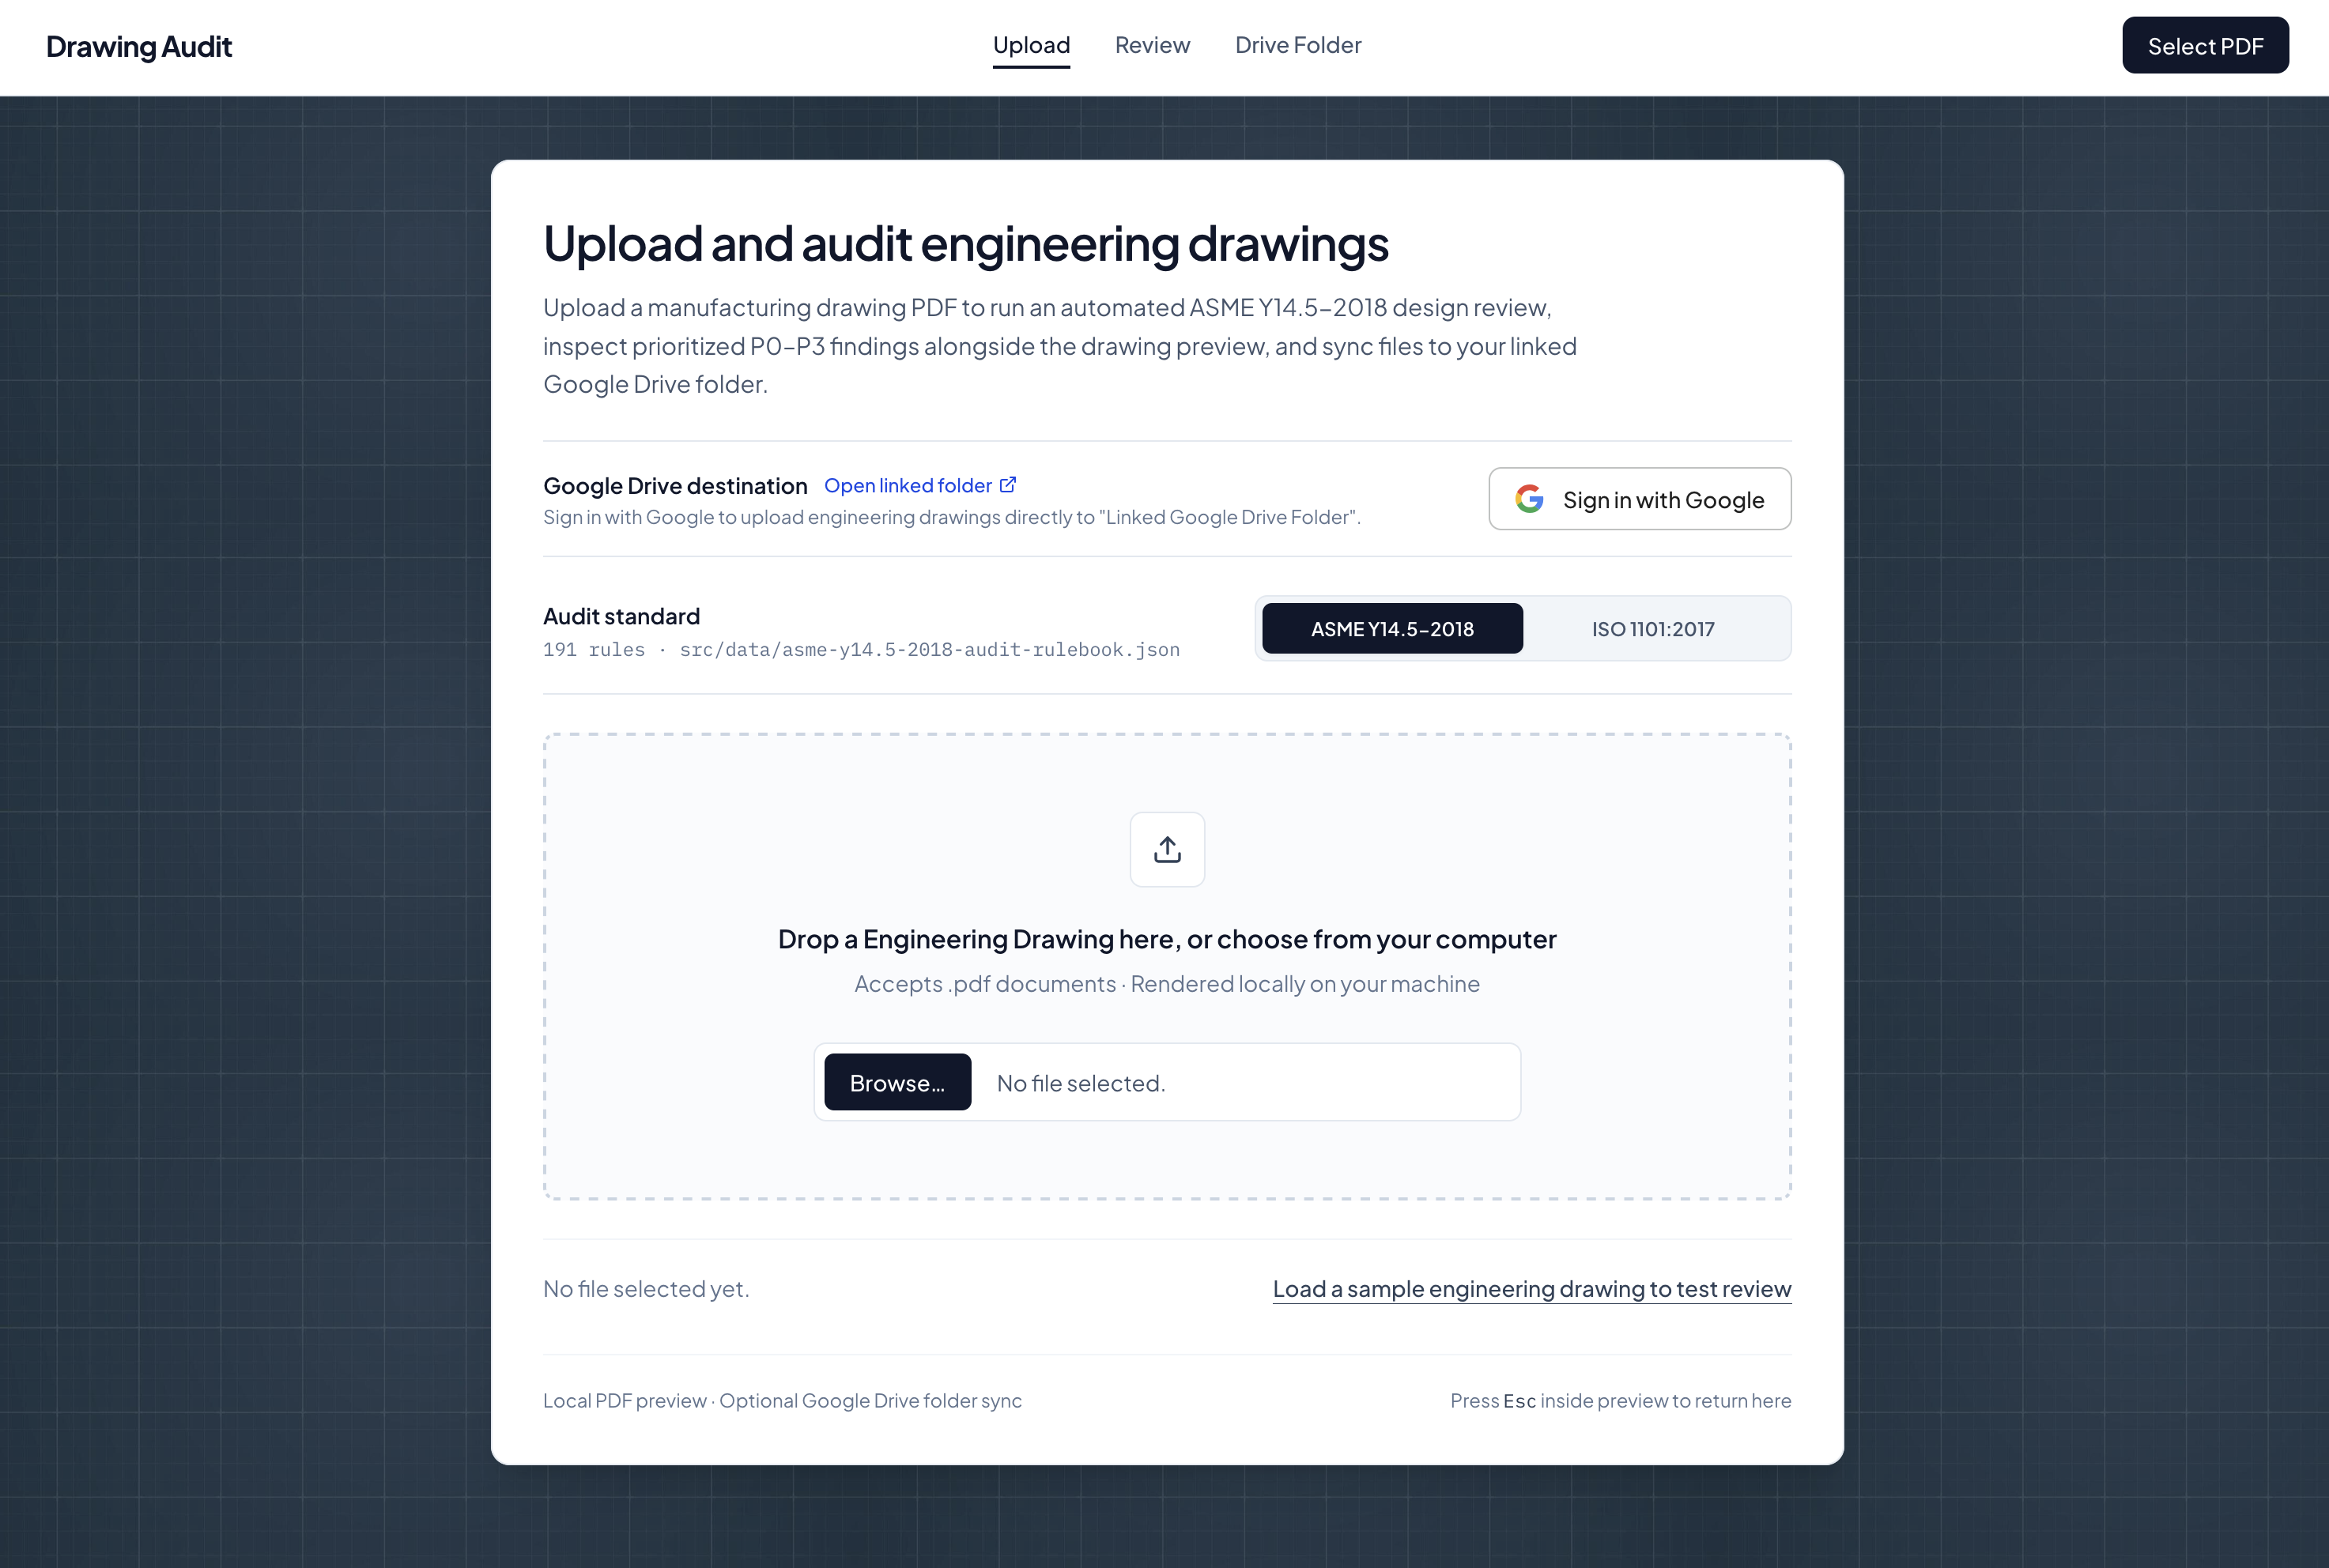 Drawing Audit
Upload
Review
Drive Folder
Select PDF
Upload and audit engineering drawings
Upload a manufacturing drawing PDF to run an automated ASME Y14.5–2018 design review,
inspect prioritized P0–P3 findings alongside the drawing preview, and sync files to your linked
Google Drive folder.
Google Drive destination
Open linked folder
Sign in with Google to upload engineering drawings directly to "Linked Google Drive Folder".
Sign in with Google
Audit standard
191 rules · src/data/asme-y14.5-2018-audit-rulebook.json
ASME Y14.5–2018
ISO 1101:2017
Drop a Engineering Drawing here, or choose from your computer
Accepts .pdf documents · Rendered locally on your machine
Browse…
No file selected.
No file selected yet.
Load a sample engineering drawing to test review
Local PDF preview · Optional Google Drive folder sync
Press Esc inside preview to return here